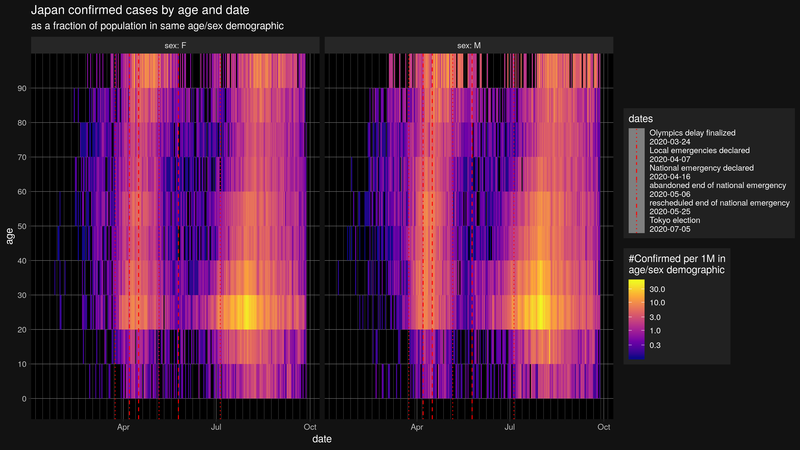 Japan confirmed cases by age and date
as a fraction of population in same age/sex demographic
sex: F
sex: M
age
90
80
70
60
50
40
30
20
10
0
Apr
Jul
Oct
Apr
Jul
Oct
date
dates
Olympics delay finalized
2020-03-24
Local emergencies declared
2020-04-07
National emergency declared
2020-04-16
abandoned end of national emergency
2020-05-06
rescheduled end of national emergency
2020-05-25
Tokyo election
2020-07-05
#Confirmed per 1M in
age/sex demographic
30.0
10.0
3.0
1.0
0.3